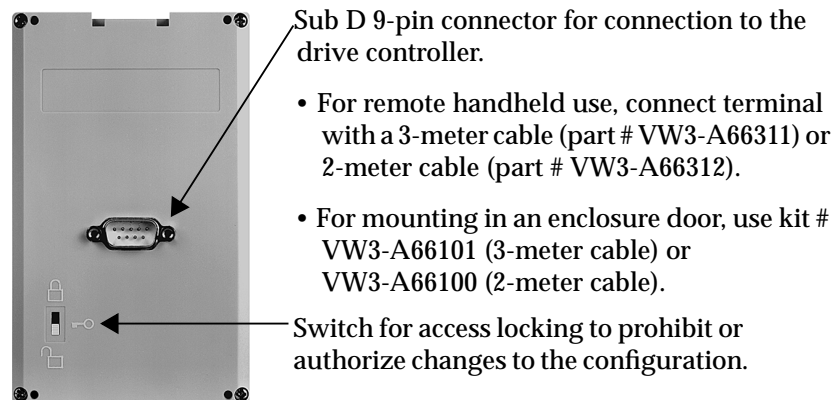 Sub D 9-pin connector for connection to the
drive controller.
• For remote handheld use, connect terminal
with a 3-meter cable (part # VW3-A66311) or
2-meter cable (part # VW3-A66312).
• For mounting in an enclosure door, use kit #
VW3-A66101 (3-meter cable) or
VW3-A66100 (2-meter cable).
Switch for access locking to prohibit or
authorize changes to the configuration.